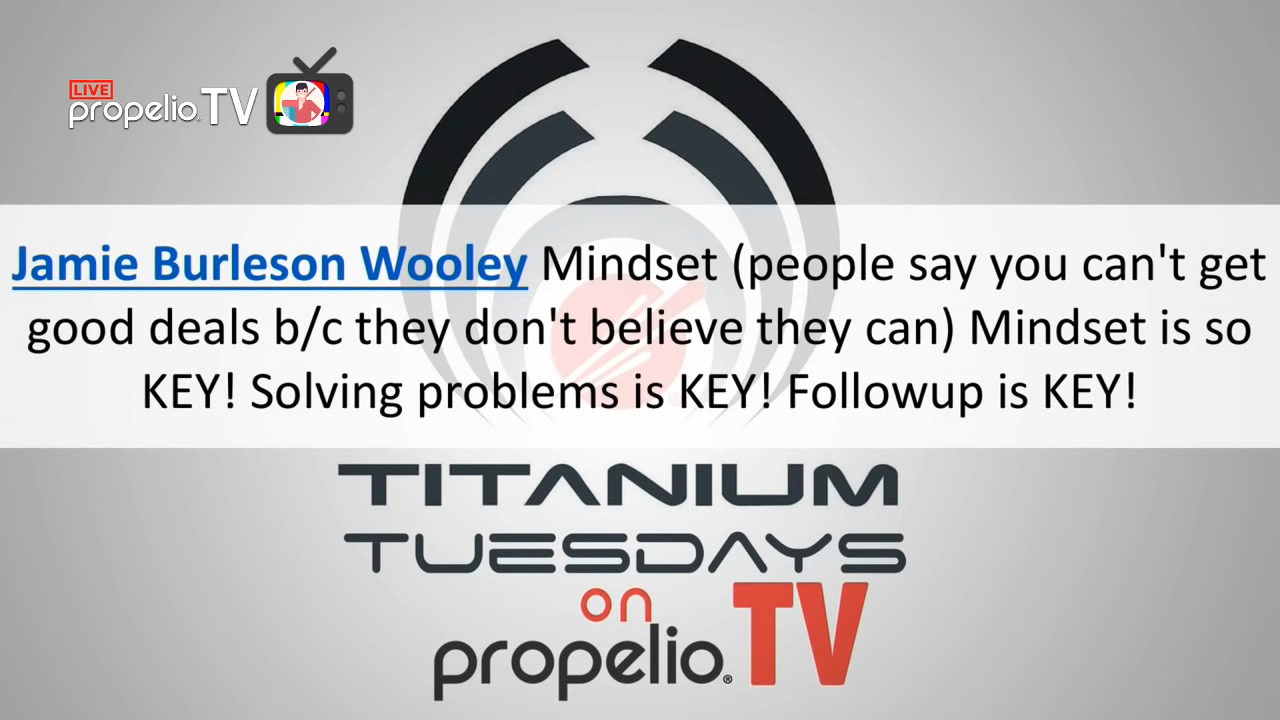 LIVE
propelio.TV
Jamie Burleson Wooley Mindset (people say you can't get
good deals b/c they don't believe they can) Mindset is so
KEY! Solving problems is KEY! Followup is KEY!
TITANIUM
TUESDAYS
on
propelio.® TV